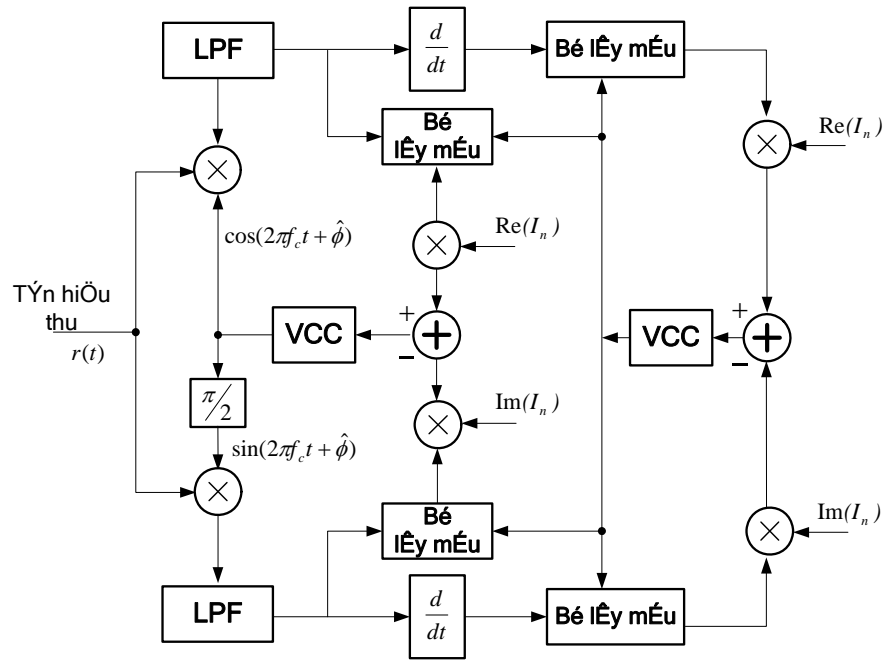 LPF
d/dt
Bé lÊy mÉu
Bé
lÊy mÉu
Re(I_n)
cos(2πf_c t + φ̂)
Re(I_n)
TÝn hiÖu
thu
r(t)
VCC
+
−
VCC
+
−
π/2
Im(I_n)
sin(2πf_c t + φ̂)
Bé
lÊy mÉu
Im(I_n)
LPF
d/dt
Bé lÊy mÉu